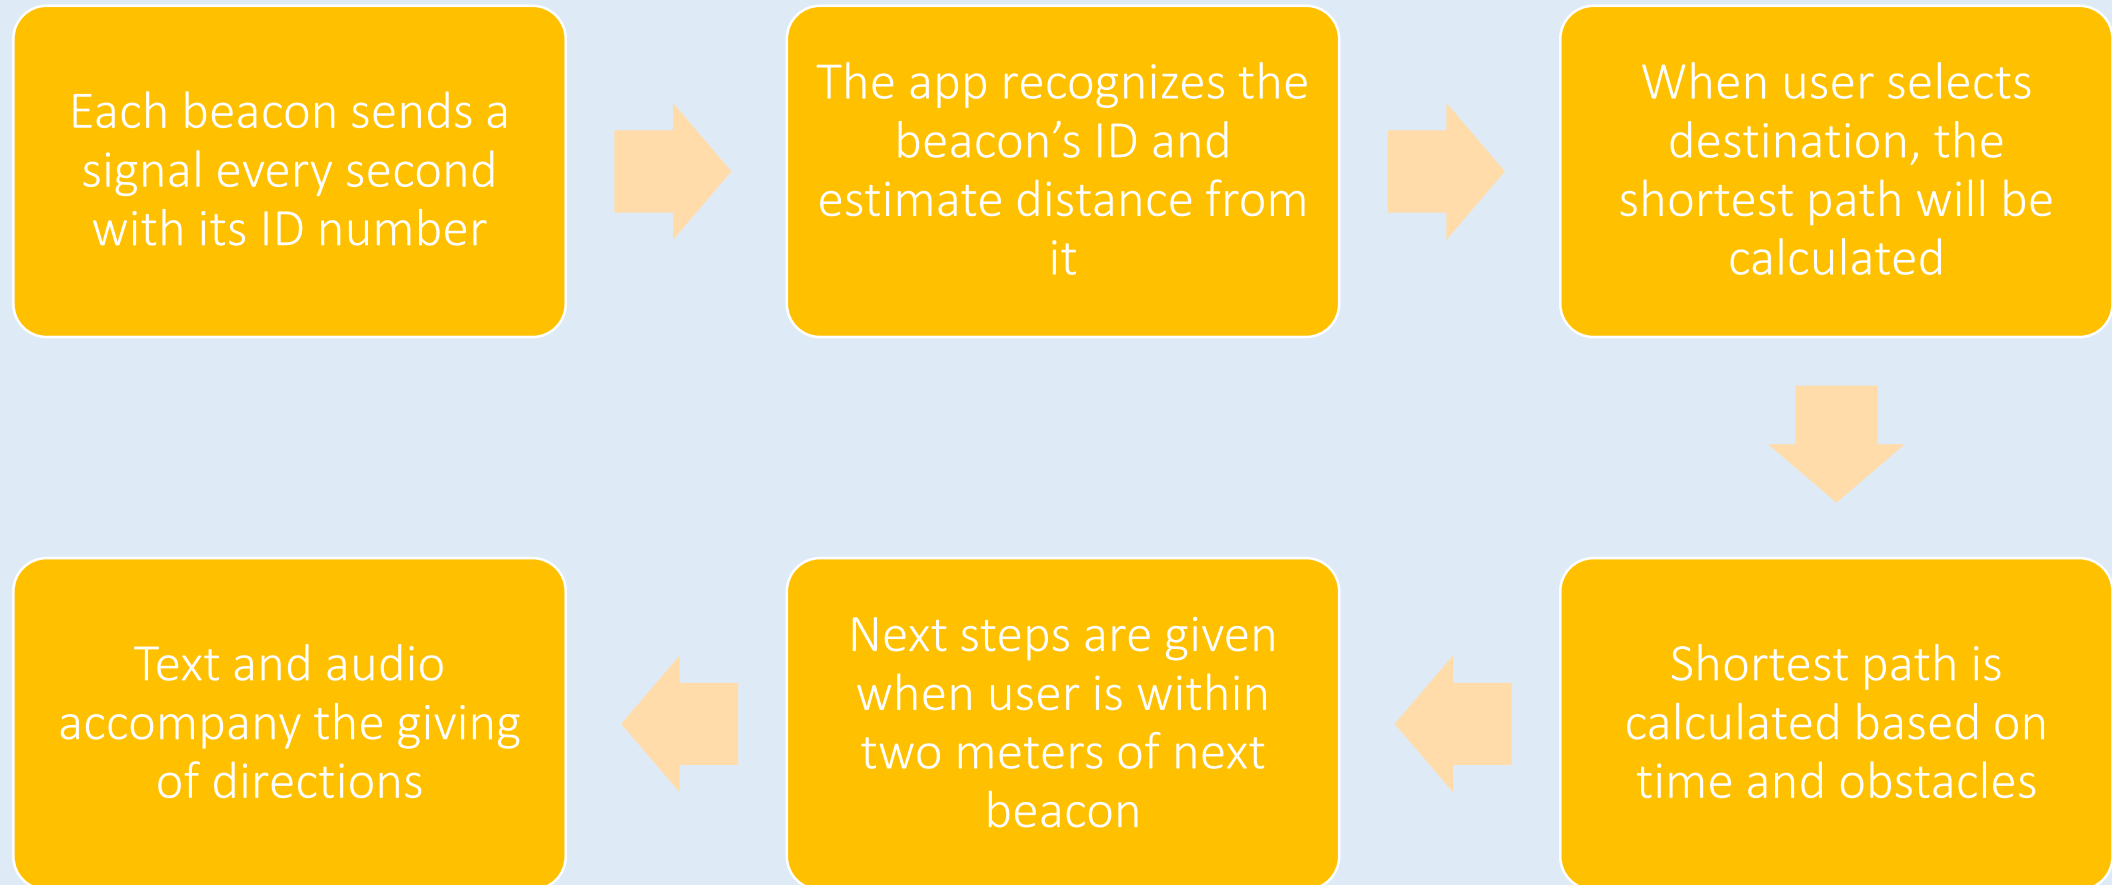 Each beacon sends a
signal every second
with its ID number
The app recognizes the
beacon’s ID and
estimate distance from
it
When user selects
destination, the
shortest path will be
calculated
Shortest path is
calculated based on
time and obstacles
Next steps are given
when user is within
two meters of next
beacon
Text and audio
accompany the giving
of directions